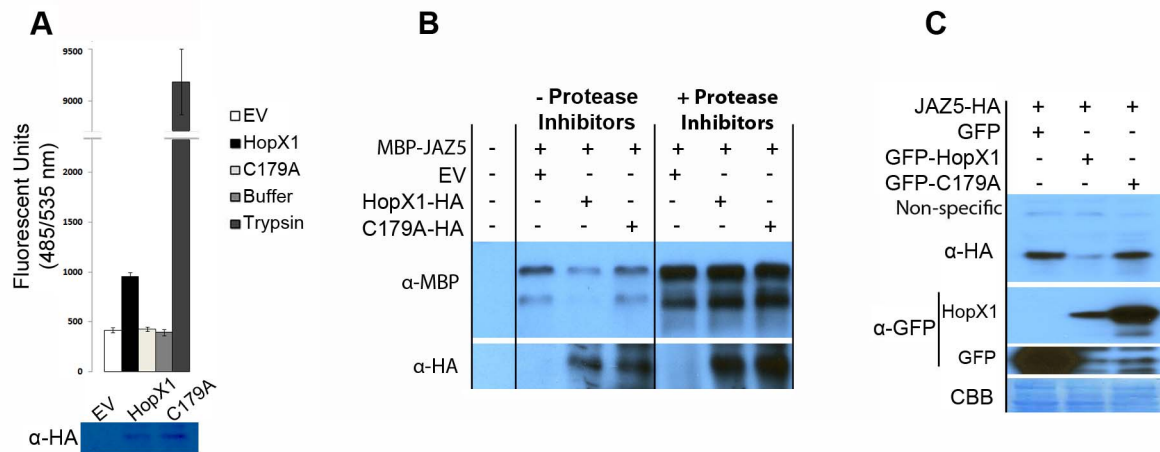 A
Fluorescent Units
(485/535 nm)
9500
9000
2000
1500
1000
500
0
EV
HopX1
C179A
Buffer
Trypsin
EV
HopX1
C179A
α-HA
B
- Protease
Inhibitors
+ Protease
Inhibitors
MBP-JAZ5 - + + + + + +
EV - + - - + - -
HopX1-HA - - + - - + -
C179A-HA - - - + - - +
α-MBP
α-HA
C
JAZ5-HA + + +
GFP + - -
GFP-HopX1 - + -
GFP-C179A - - +
Non-specific
α-HA
α-GFP
HopX1
GFP
CBB